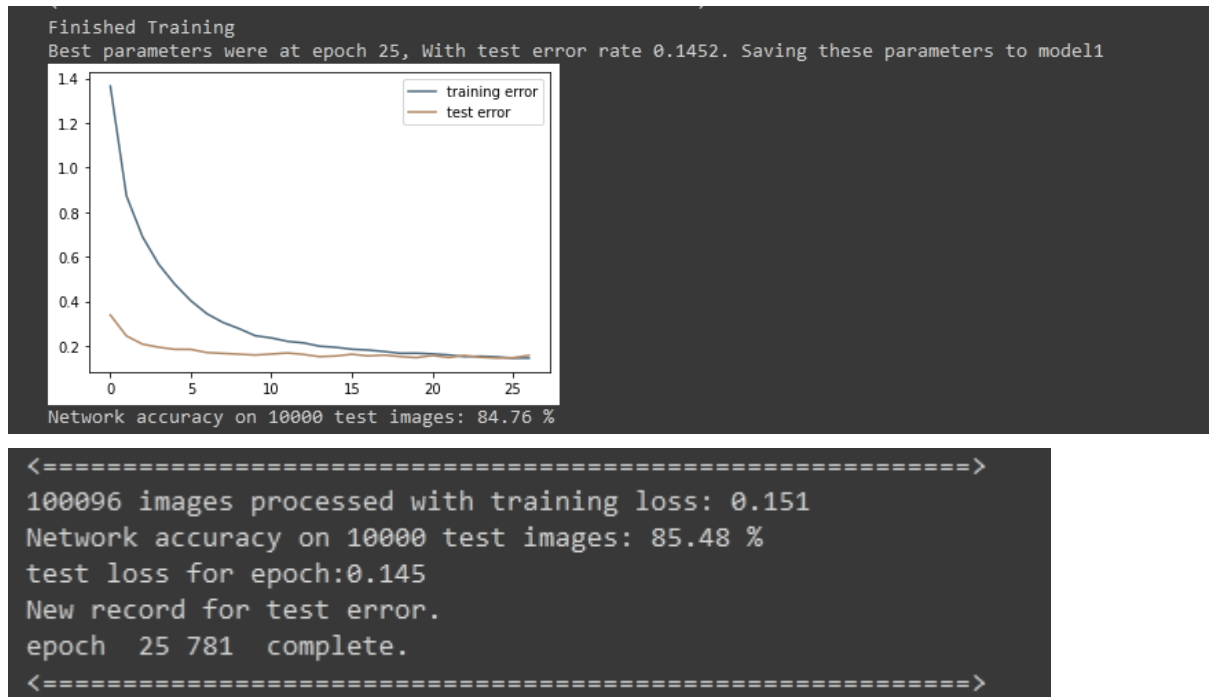 Finished Training
Best parameters were at epoch 25, With test error rate 0.1452. Saving these parameters to model1
training error
test error
1.4
1.2
1.0
0.8
0.6
0.4
0.2
0 5 10 15 20 25
Network accuracy on 10000 test images: 84.76 %
<==========================================================>
100096 images processed with training loss: 0.151
Network accuracy on 10000 test images: 85.48 %
test loss for epoch:0.145
New record for test error.
epoch  25 781  complete.
<==========================================================>